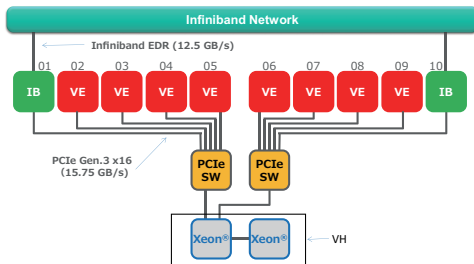 Infiniband Network
Infiniband EDR (12.5 GB/s)
01 02 03 04 05 06 07 08 09 10
IB VE VE VE VE VE VE VE VE IB
PCIe Gen.3 x16
(15.75 GB/s)
PCIe
SW
PCIe
SW
Xeon® Xeon®
VH